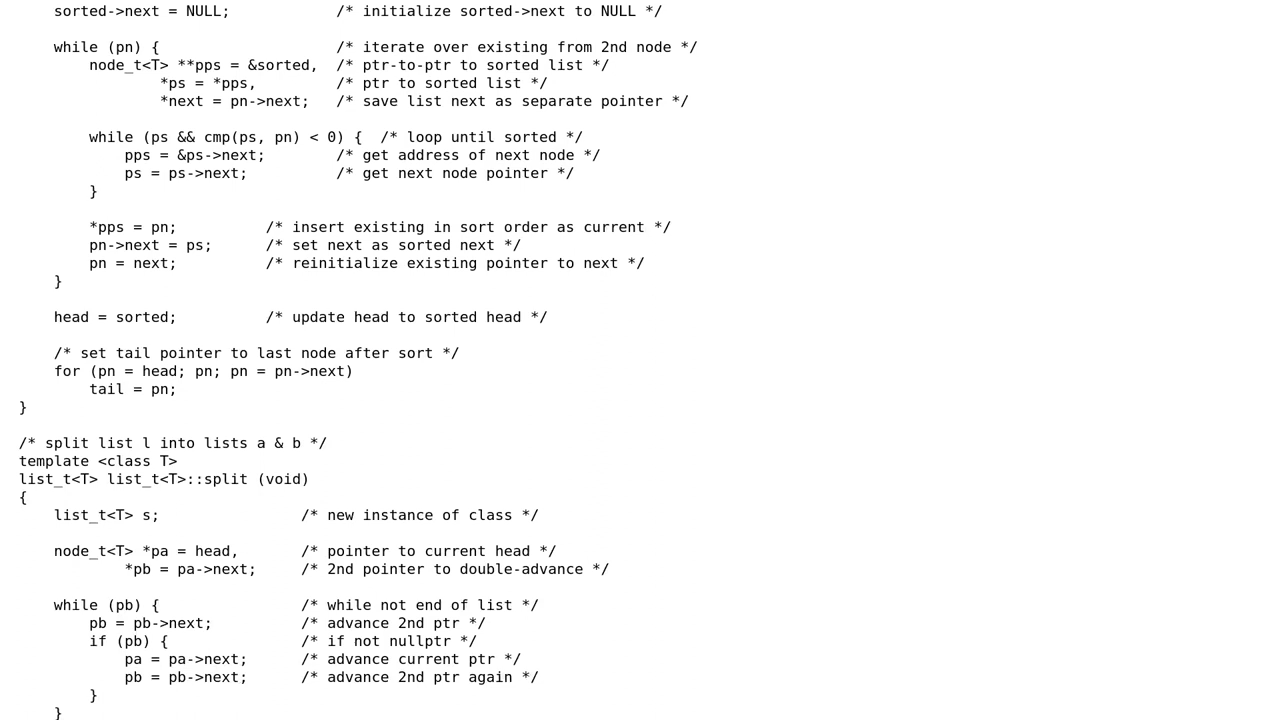 sorted->next = NULL;            /* initialize sorted->next to NULL */

    while (pn) {                    /* iterate over existing from 2nd node */
        node_t<T> **pps = &sorted,  /* ptr-to-ptr to sorted list */
                *ps = *pps,         /* ptr to sorted list */
                *next = pn->next;   /* save list next as separate pointer */

        while (ps && cmp(ps, pn) < 0) {  /* loop until sorted */
            pps = &ps->next;        /* get address of next node */
            ps = ps->next;          /* get next node pointer */
        }

        *pps = pn;          /* insert existing in sort order as current */
        pn->next = ps;      /* set next as sorted next */
        pn = next;          /* reinitialize existing pointer to next */
    }

    head = sorted;          /* update head to sorted head */

    /* set tail pointer to last node after sort */
    for (pn = head; pn; pn = pn->next)
        tail = pn;
}

/* split list l into lists a & b */
template <class T>
list_t<T> list_t<T>::split (void)
{
    list_t<T> s;                /* new instance of class */

    node_t<T> *pa = head,       /* pointer to current head */
            *pb = pa->next;     /* 2nd pointer to double-advance */

    while (pb) {                /* while not end of list */
        pb = pb->next;          /* advance 2nd ptr */
        if (pb) {               /* if not nullptr */
            pa = pa->next;      /* advance current ptr */
            pb = pb->next;      /* advance 2nd ptr again */
        }
    }